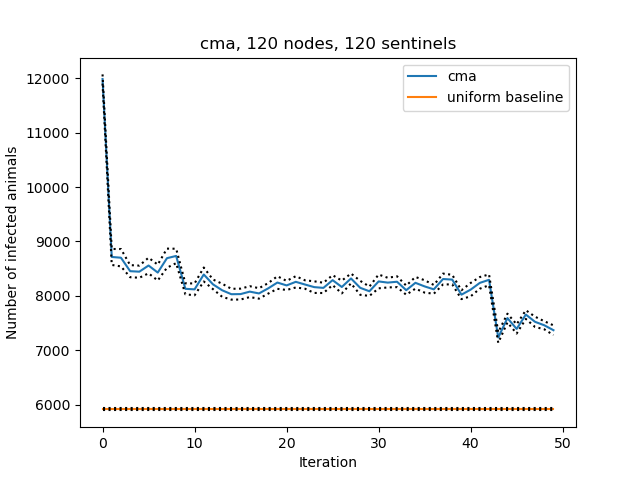 cma, 120 nodes, 120 sentinels
cma
uniform baseline
Number of infected animals
12000
11000
10000
9000
8000
7000
6000
0 10 20 30 40 50
Iteration